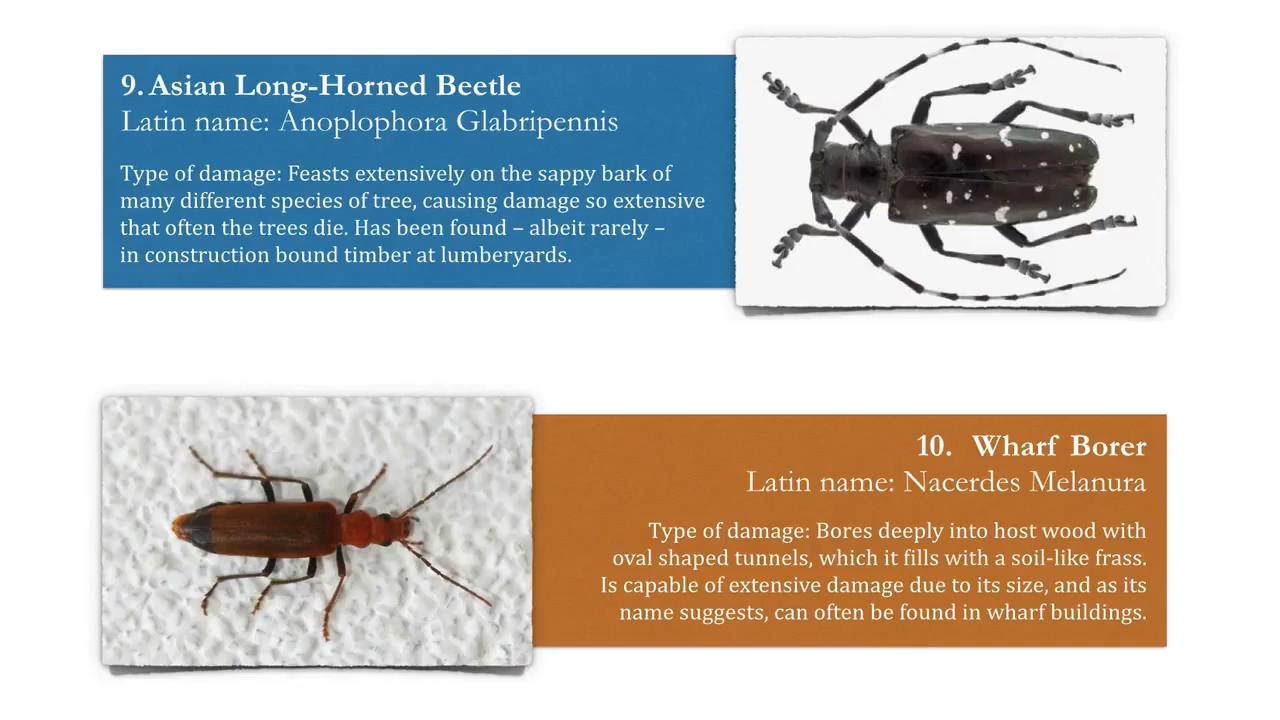 9. Asian Long-Horned Beetle
Latin name: Anoplophora Glabripennis
Type of damage: Feasts extensively on the sappy bark of
many different species of tree, causing damage so extensive
that often the trees die. Has been found – albeit rarely –
in construction bound timber at lumberyards.
10. Wharf Borer
Latin name: Nacerdes Melanura
Type of damage: Bores deeply into host wood with
oval shaped tunnels, which it fills with a soil-like frass.
Is capable of extensive damage due to its size, and as its
name suggests, can often be found in wharf buildings.